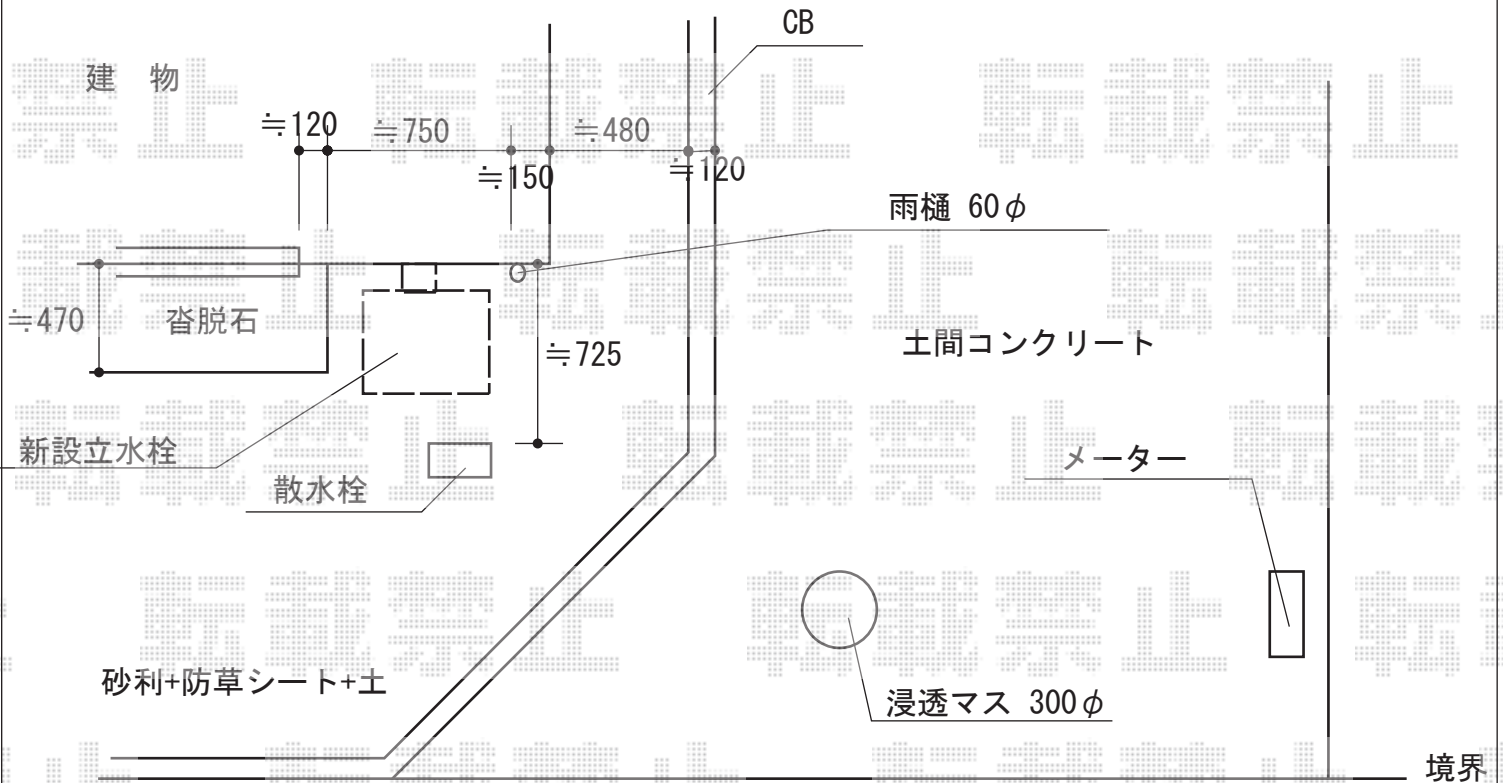 CB
建 物
≒120
≒750
≒480
≒150
≒120
雨樋 60φ
≒470
沓脱石
≒725
土間コンクリート
新設立水栓
メーター
散水栓
砂利+防草シート+土
浸透マス 300φ
境界
転載禁止